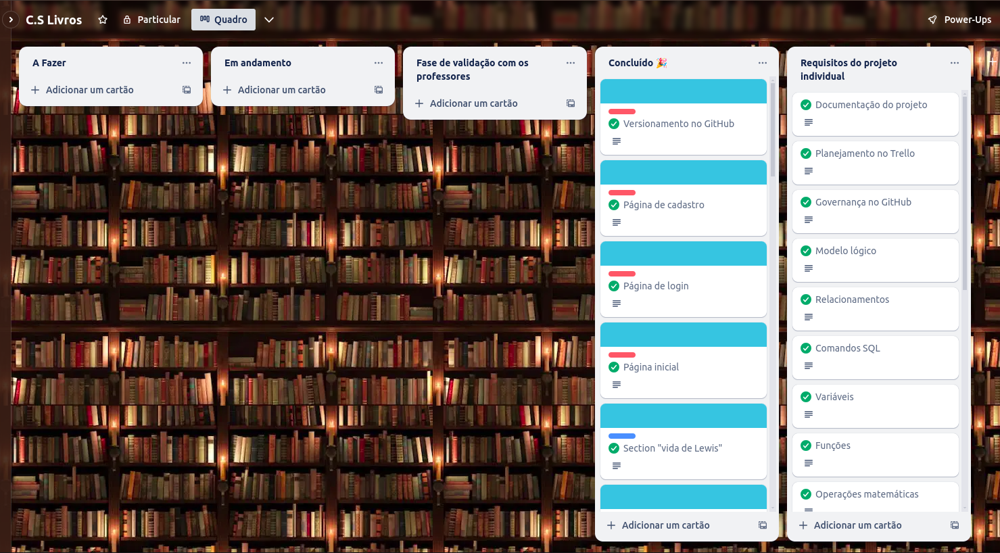 C.S Livros
Particular
Quadro
Power-Ups
A Fazer
Adicionar um cartão
Em andamento
Adicionar um cartão
Fase de validação com os
professores
Adicionar um cartão
Concluído 🎉
Versionamento no GitHub
Página de cadastro
Página de login
Página inicial
Section "vida de Lewis"
Adicionar um cartão
Requisitos do projeto
individual
Documentação do projeto
Planejamento no Trello
Governança no GitHub
Modelo lógico
Relacionamentos
Comandos SQL
Variáveis
Funções
Operações matemáticas
Adicionar um cartão